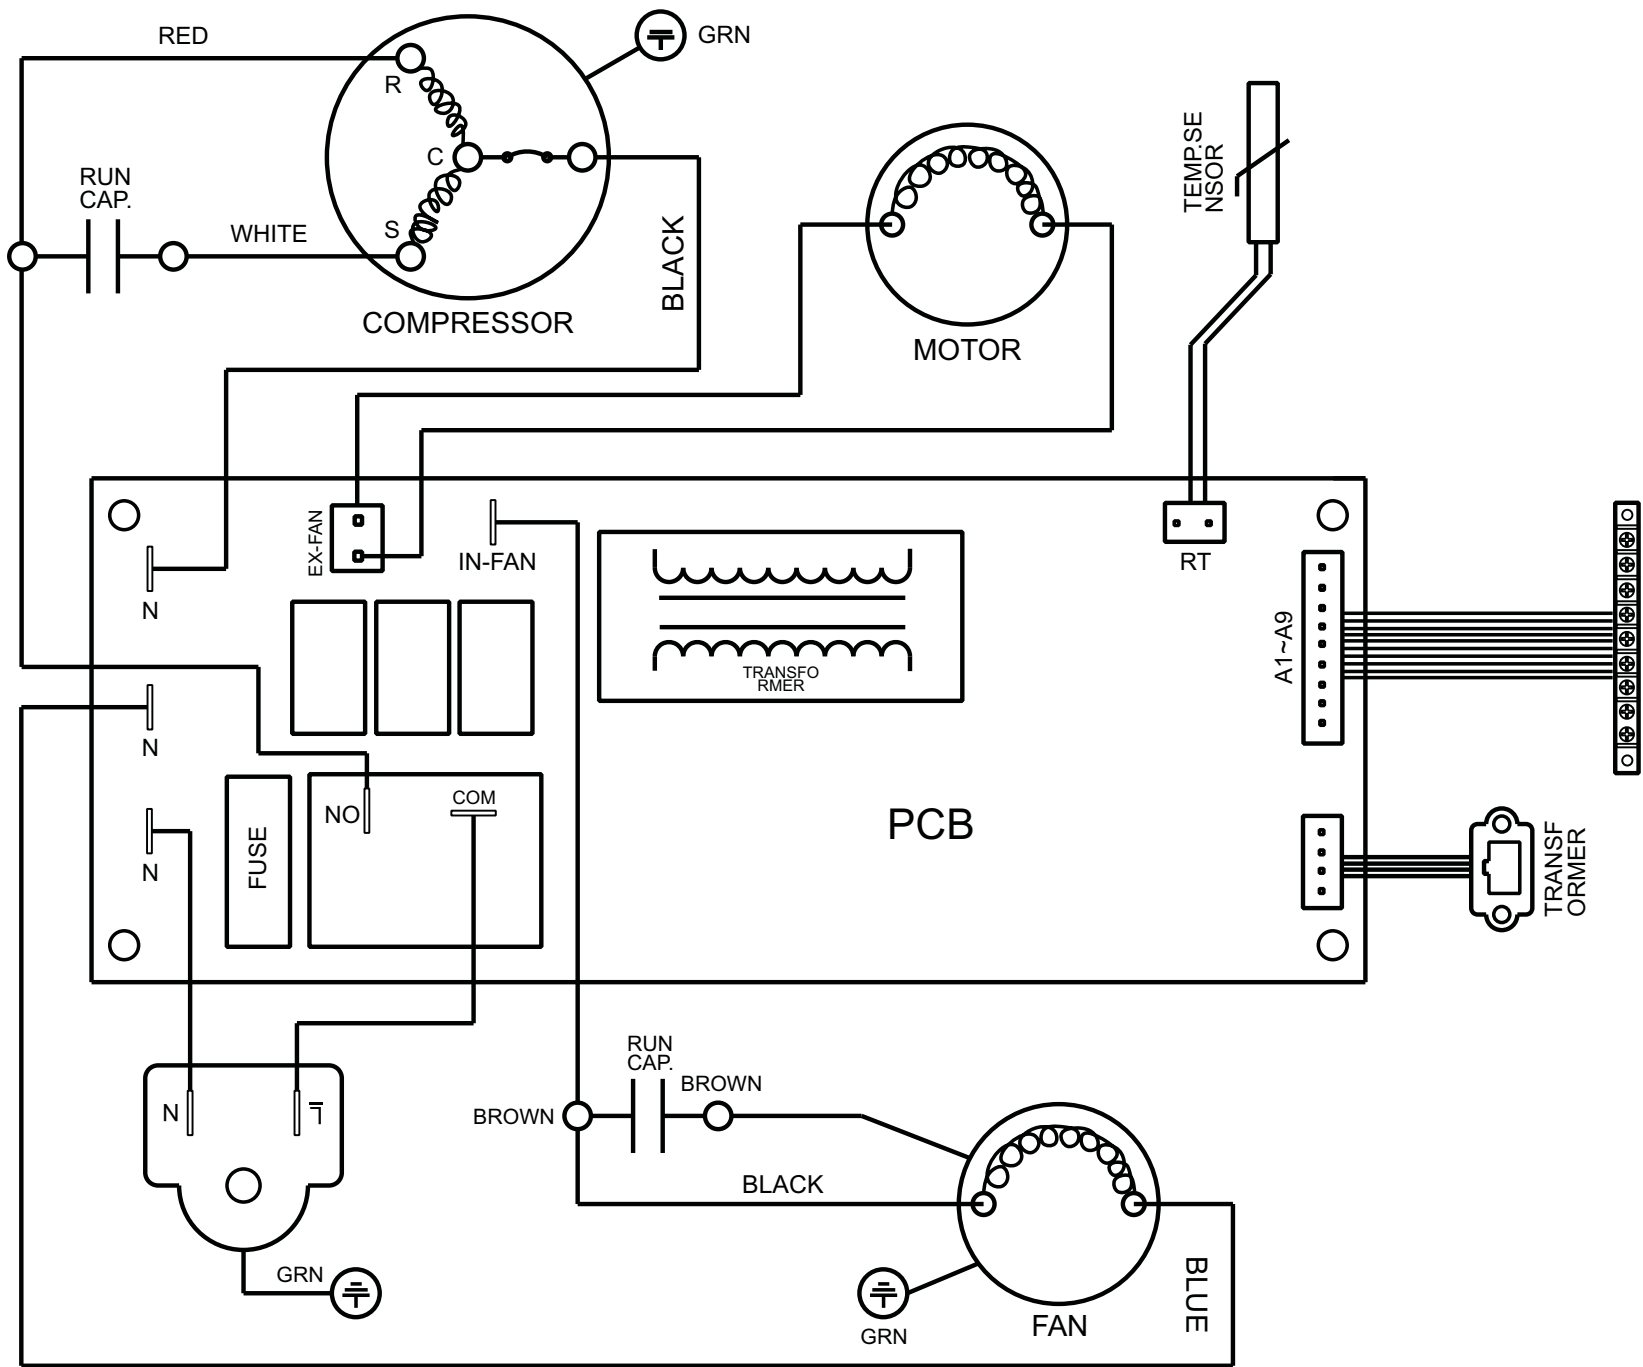 RED
GRN
R
C
RUN
CAP.
WHITE
S
BLACK
COMPRESSOR
MOTOR
TEMP.SE
NSOR
EX-FAN
IN-FAN
RT
N
TRANSFO
RMER
A1~A9
N
NO
COM
PCB
FUSE
N
TRANSF
ORMER
N
L
RUN
CAP.
BROWN
BROWN
BLACK
GRN
BLUE
FAN
GRN